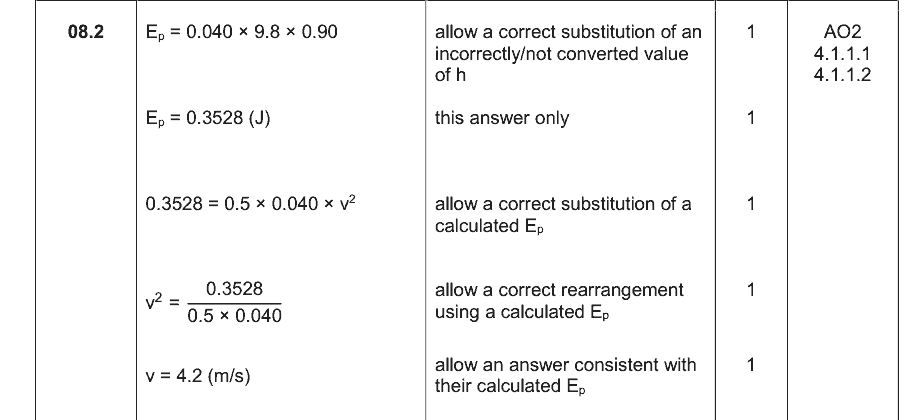 08.2 Eₚ = 0.040 × 9.8 × 0.90 allow a correct substitution of an 1 AO2
incorrectly/not converted value 4.1.1.1
of h 4.1.1.2
Eₚ = 0.3528 (J) this answer only 1
0.3528 = 0.5 × 0.040 × v² allow a correct substitution of a 1
calculated Eₚ
v² = 0.3528 / 0.5 × 0.040 allow a correct rearrangement 1
using a calculated Eₚ
v = 4.2 (m/s) allow an answer consistent with 1
their calculated Eₚ